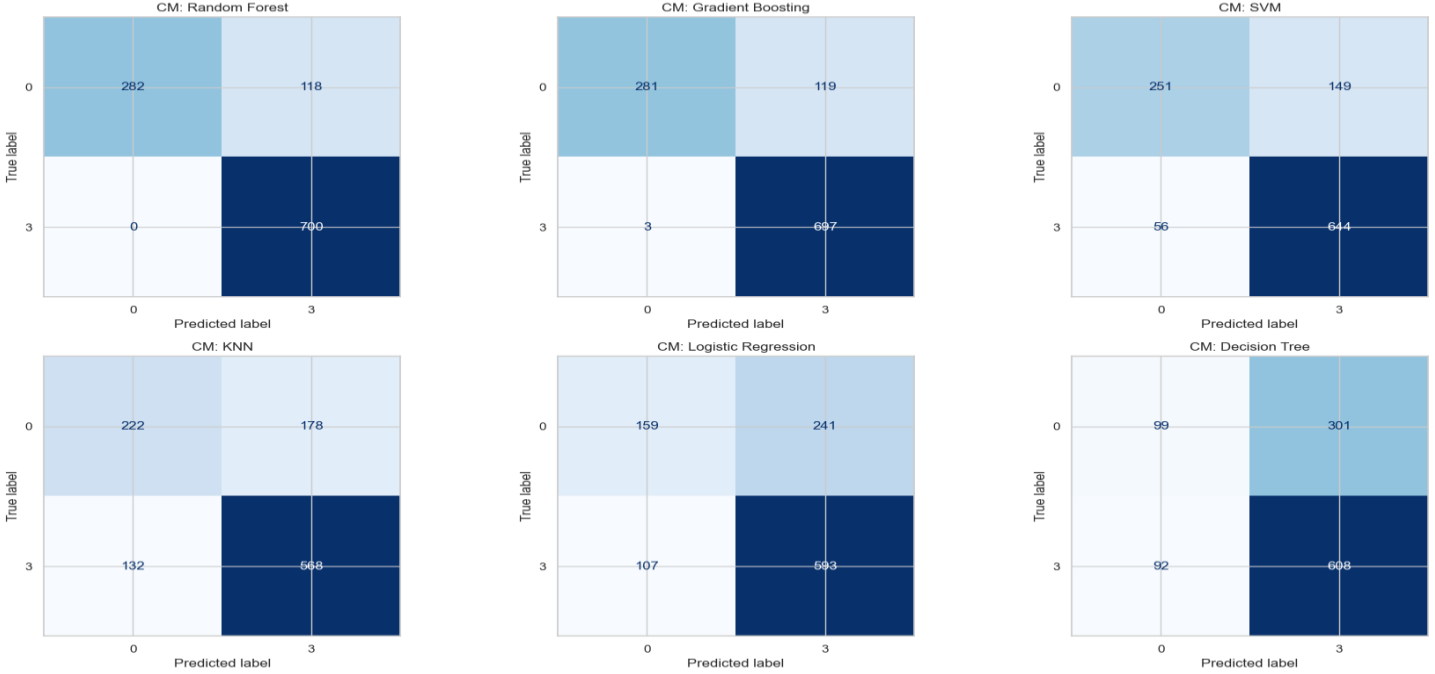 CM: Random Forest
True label
0
282
118
3
0
700
0
3
Predicted label
CM: Gradient Boosting
True label
0
281
119
3
3
697
0
3
Predicted label
CM: SVM
True label
0
251
149
3
56
644
0
3
Predicted label
CM: KNN
True label
0
222
178
3
132
568
0
3
Predicted label
CM: Logistic Regression
True label
0
159
241
3
107
593
0
3
Predicted label
CM: Decision Tree
True label
0
99
301
3
92
608
0
3
Predicted label